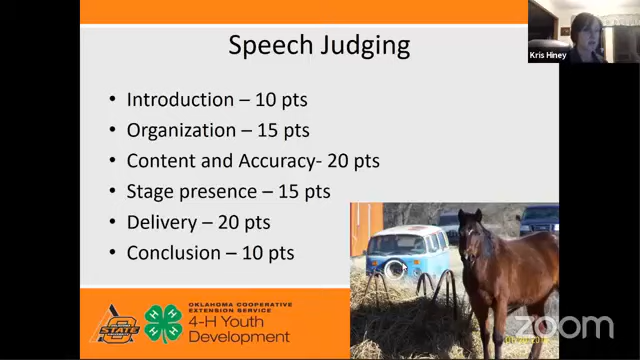 Speech Judging
Kris Hiney
• Introduction – 10 pts
• Organization – 15 pts
• Content and Accuracy- 20 pts
• Stage presence – 15 pts
• Delivery – 20 pts
• Conclusion – 10 pts
STATE
H H H H
OKLAHOMA COOPERATIVE
EXTENSION SERVICE
4-H Youth
Development
zoom